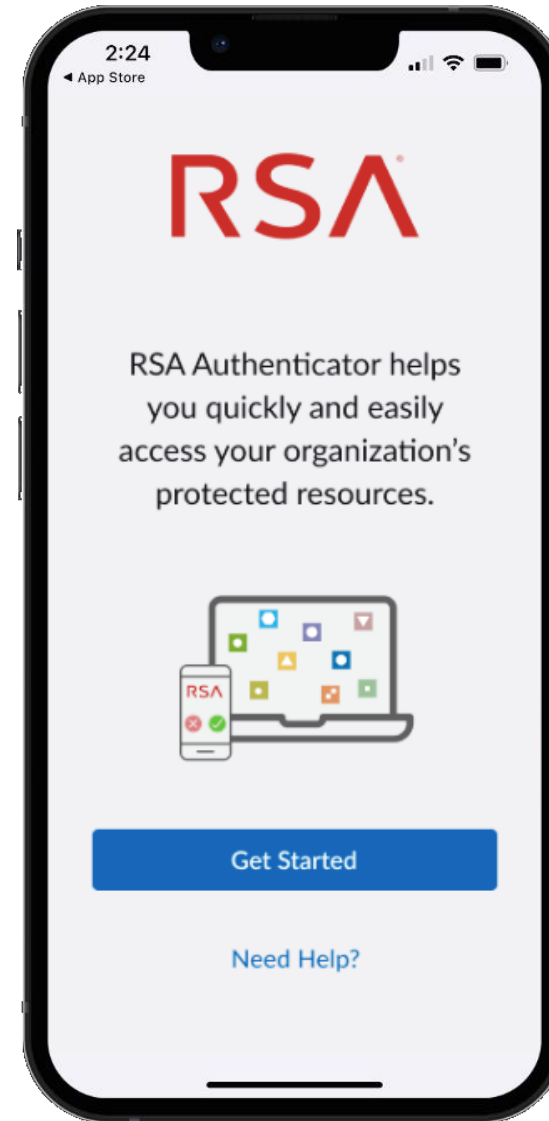 2:24
◀ App Store
RSA®
RSA Authenticator helps
you quickly and easily
access your organization’s
protected resources.
RSA
Get Started
Need Help?